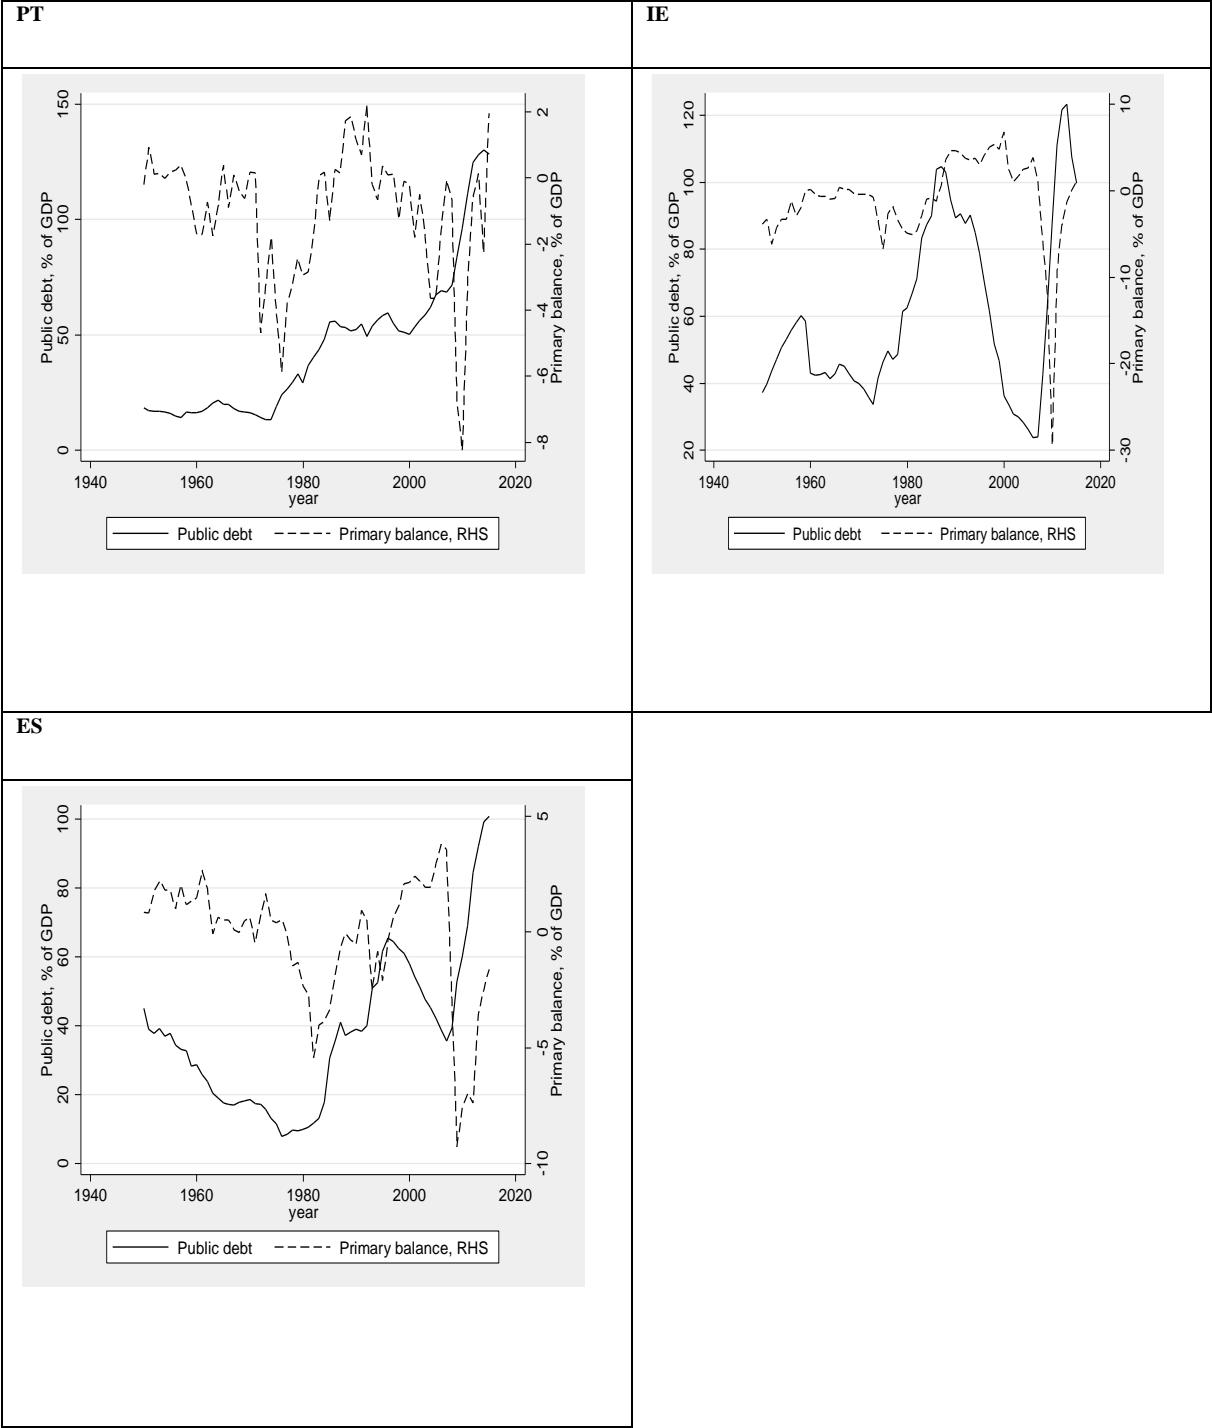 PT
IE
Public debt, % of GDP
0 50 100 150
-8 -6 -4 -2 0 2
Primary balance, % of GDP
1940 1960 1980 2000 2020
year
Public debt Primary balance, RHS
Public debt, % of GDP
20 40 60 80 100 120
-30 -20 -10 0 10
Primary balance, % of GDP
1940 1960 1980 2000 2020
year
Public debt Primary balance, RHS
ES
Public debt, % of GDP
0 20 40 60 80 100
-10 -5 0 5
Primary balance, % of GDP
1940 1960 1980 2000 2020
year
Public debt Primary balance, RHS